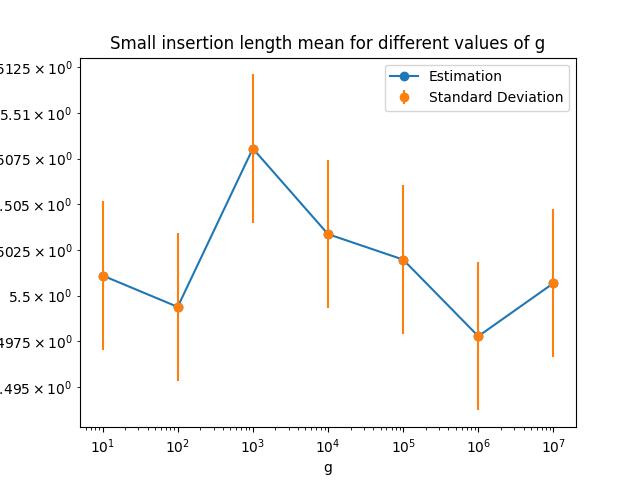 Small insertion length mean for different values of g
Estimation
Standard Deviation
5125 × 10⁰
5.51 × 10⁰
5075 × 10⁰
.505 × 10⁰
5025 × 10⁰
5.5 × 10⁰
4975 × 10⁰
.495 × 10⁰
10¹ 10² 10³ 10⁴ 10⁵ 10⁶ 10⁷
g